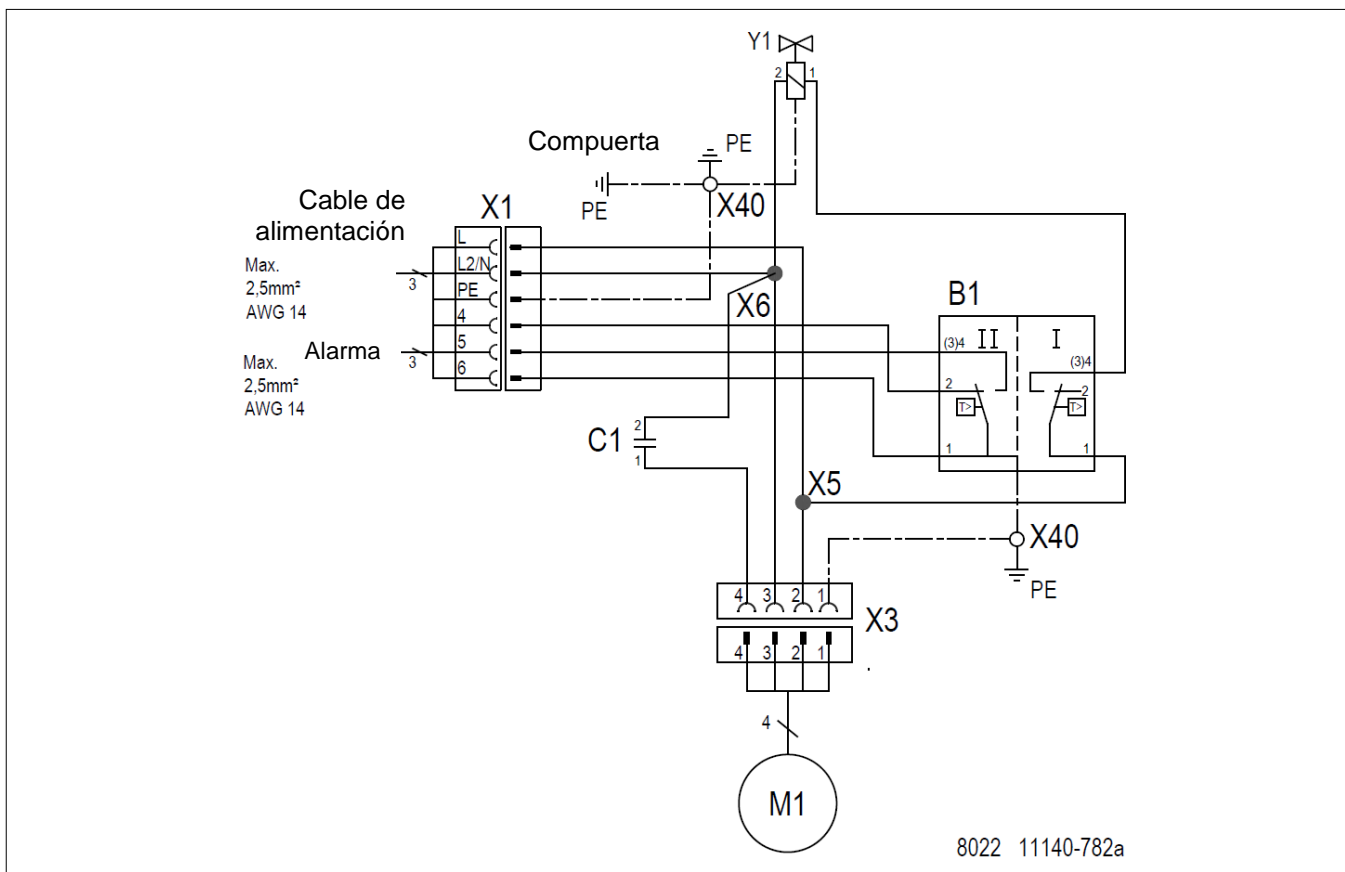 Y1
2
1
Compuerta
PE
PE
X40
Cable de
alimentación
X1
Max.
2,5mm²
AWG 14
3
L
L2/N
PE
4
5
6
Alarma
Max.
2,5mm²
AWG 14
3
X6
B1
II
I
(3)4
(3)4
2
2
T>
T>
1
1
C1
2
1
X5
X40
PE
4 3 2 1
X3
4 3 2 1
4
M1
8022 11140-782a